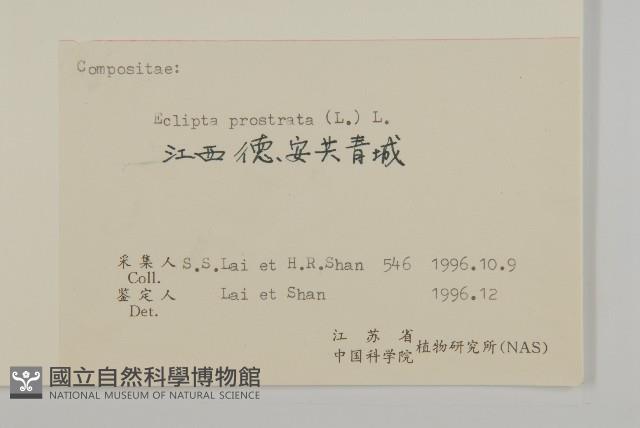 Compositae:
Eclipta prostrata (L.) L.
江西德安共青城
采集人 S.S.Lai et H.R.Shan 546 1996.10.9
Coll.
鉴定人 Lai et Shan 1996.12
Det.
江苏省
中国科学院植物研究所(NAS)
國立自然科學博物館
NATIONAL MUSEUM OF NATURAL SCIENCE